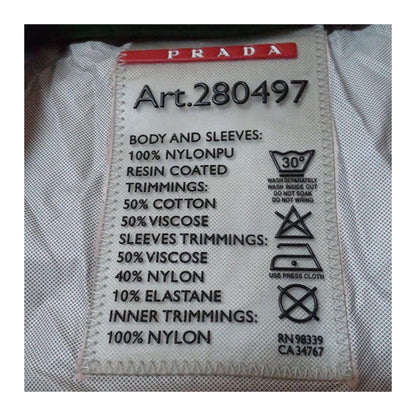 PRADA
Art.280497
BODY AND SLEEVES:
100% NYLONPU
RESIN COATED
TRIMMINGS:
50% COTTON
50% VISCOSE
SLEEVES TRIMMINGS:
50% VISCOSE
40% NYLON
10% ELASTANE
INNER TRIMMINGS:
100% NYLON
30°
WASH SEPARATELY
WASH INSIDE OUT
DO NOT SOAK
DO NOT WRING
USE PRESS CLOTH
RN 98339
CA 34767